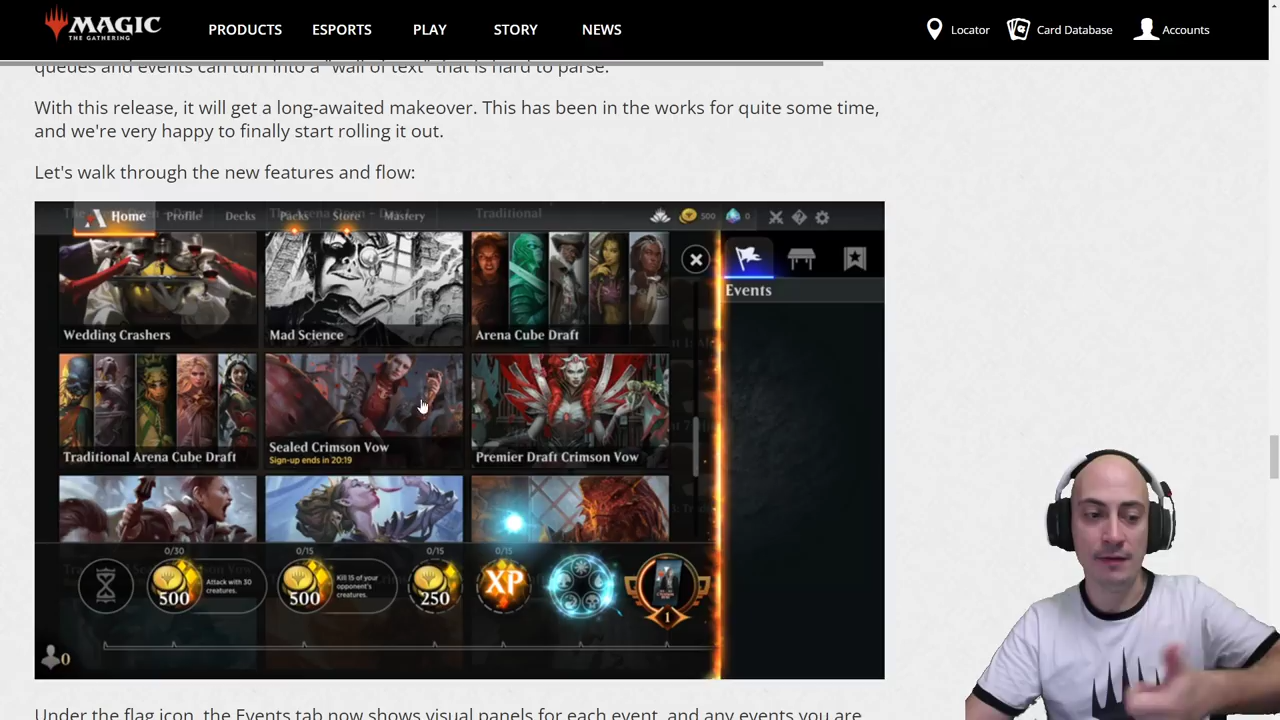 MAGIC
THE GATHERING
PRODUCTS ESPORTS PLAY STORY NEWS
Locator Card Database Accounts
queues and events can turn into a "wall of text" that is hard to parse.
With this release, it will get a long-awaited makeover. This has been in the works for quite some time,
and we're very happy to finally start rolling it out.
Let's walk through the new features and flow:
Home Profile Decks Packs Store Mastery
Traditional
500 0
Events
Wedding Crashers Mad Science Arena Cube Draft
Traditional Arena Cube Draft Sealed Crimson Vow Premier Draft Crimson Vow
Sign-up ends in 20:19
0/30 0/15 0/15 0/15
500 Attack with 30 creatures. 500 Kill 15 of your opponent's creatures. 250 XP 1
0
Under the flag icon, the Events tab now shows visual panels for each event, and any events you are